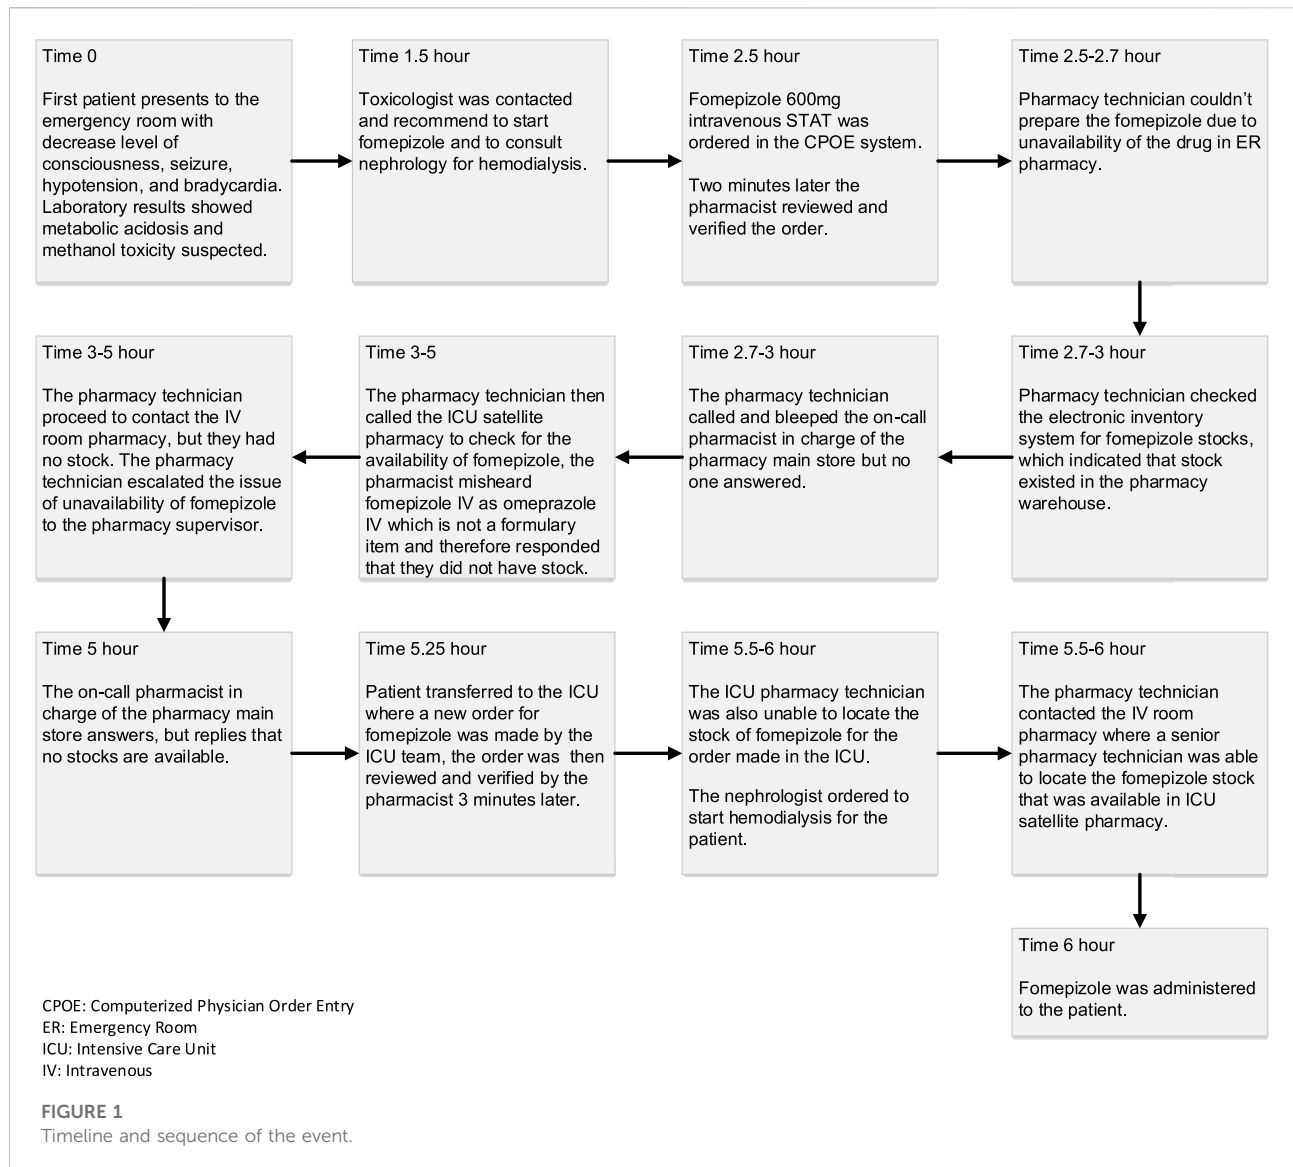 Time 0
First patient presents to the
emergency room with
decrease level of
consciousness, seizure,
hypotension, and bradycardia.
Laboratory results showed
metabolic acidosis and
methanol toxicity suspected.
Time 1.5 hour
Toxicologist was contacted
and recommend to start
fomepizole and to consult
nephrology for hemodialysis.
Time 2.5 hour
Fomepizole 600mg
intravenous STAT was
ordered in the CPOE system.
Two minutes later the
pharmacist reviewed and
verified the order.
Time 2.5-2.7 hour
Pharmacy technician couldn’t
prepare the fomepizole due to
unavailability of the drug in ER
pharmacy.
Time 2.7-3 hour
Pharmacy technician checked
the electronic inventory
system for fomepizole stocks,
which indicated that stock
existed in the pharmacy
warehouse.
Time 2.7-3 hour
The pharmacy technician
called and bleeped the on-call
pharmacist in charge of the
pharmacy main store but no
one answered.
Time 3-5
The pharmacy technician then
called the ICU satellite
pharmacy to check for the
availability of fomepizole, the
pharmacist misheard
fomepizole IV as omeprazole
IV which is not a formulary
item and therefore responded
that they did not have stock.
Time 3-5 hour
The pharmacy technician
proceed to contact the IV
room pharmacy, but they had
no stock. The pharmacy
technician escalated the issue
of unavailability of fomepizole
to the pharmacy supervisor.
Time 5 hour
The on-call pharmacist in
charge of the pharmacy main
store answers, but replies that
no stocks are available.
Time 5.25 hour
Patient transferred to the ICU
where a new order for
fomepizole was made by the
ICU team, the order was then
reviewed and verified by the
pharmacist 3 minutes later.
Time 5.5-6 hour
The ICU pharmacy technician
was also unable to locate the
stock of fomepizole for the
order made in the ICU.
The nephrologist ordered to
start hemodialysis for the
patient.
Time 5.5-6 hour
The pharmacy technician
contacted the IV room
pharmacy where a senior
pharmacy technician was able
to locate the fomepizole stock
that was available in ICU
satellite pharmacy.
Time 6 hour
Fomepizole was administered
to the patient.
CPOE: Computerized Physician Order Entry
ER: Emergency Room
ICU: Intensive Care Unit
IV: Intravenous
FIGURE 1
Timeline and sequence of the event.